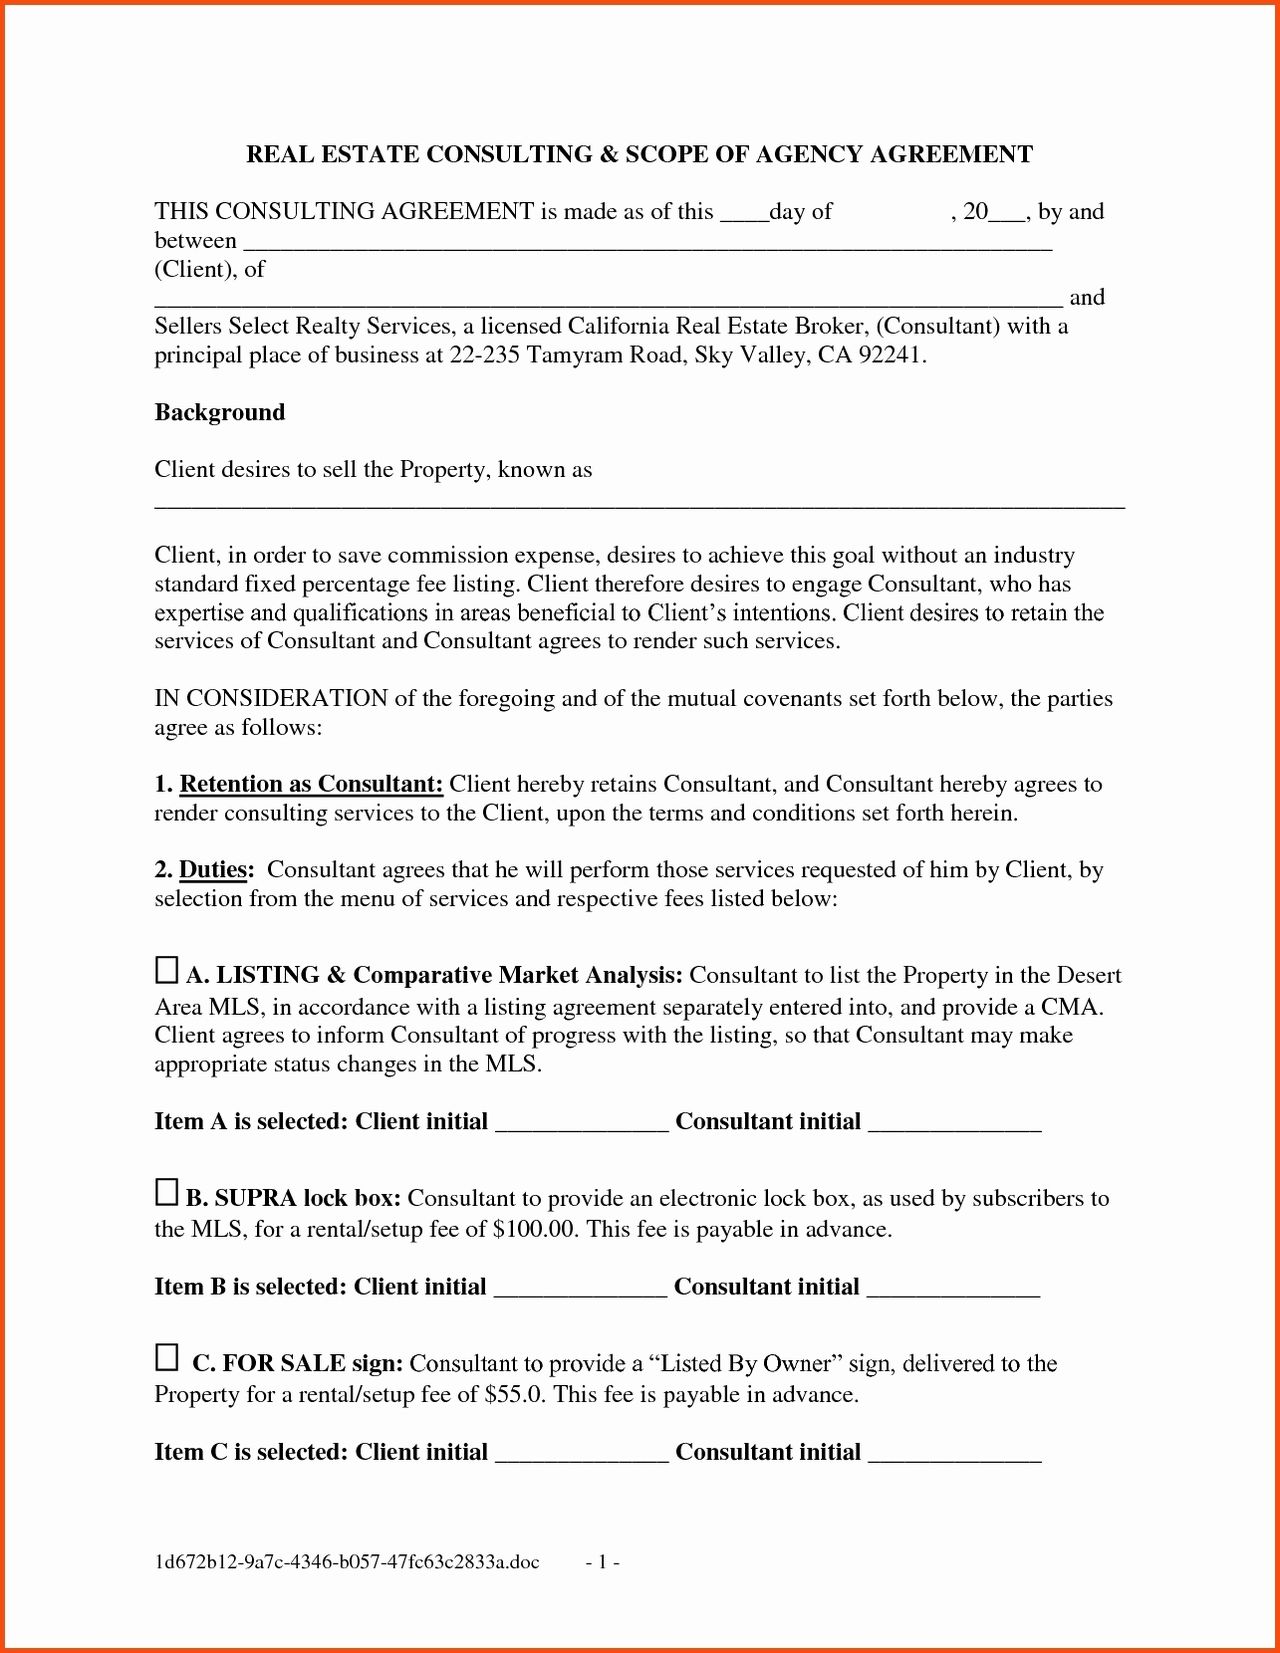 REAL ESTATE CONSULTING & SCOPE OF AGENCY AGREEMENT
THIS CONSULTING AGREEMENT is made as of this ____day of , 20___, by and
between _________________________________________________________________
(Client), of
_________________________________________________________________________ and
Sellers Select Realty Services, a licensed California Real Estate Broker, (Consultant) with a
principal place of business at 22-235 Tamyram Road, Sky Valley, CA 92241.
Background
Client desires to sell the Property, known as
______________________________________________________________________________
Client, in order to save commission expense, desires to achieve this goal without an industry
standard fixed percentage fee listing. Client therefore desires to engage Consultant, who has
expertise and qualifications in areas beneficial to Client’s intentions. Client desires to retain the
services of Consultant and Consultant agrees to render such services.
IN CONSIDERATION of the foregoing and of the mutual covenants set forth below, the parties
agree as follows:
1. Retention as Consultant: Client hereby retains Consultant, and Consultant hereby agrees to
render consulting services to the Client, upon the terms and conditions set forth herein.
2. Duties: Consultant agrees that he will perform those services requested of him by Client, by
selection from the menu of services and respective fees listed below:
☐ A. LISTING & Comparative Market Analysis: Consultant to list the Property in the Desert
Area MLS, in accordance with a listing agreement separately entered into, and provide a CMA.
Client agrees to inform Consultant of progress with the listing, so that Consultant may make
appropriate status changes in the MLS.
Item A is selected: Client initial ______________ Consultant initial ______________
☐ B. SUPRA lock box: Consultant to provide an electronic lock box, as used by subscribers to
the MLS, for a rental/setup fee of $100.00. This fee is payable in advance.
Item B is selected: Client initial ______________ Consultant initial ______________
☐ C. FOR SALE sign: Consultant to provide a “Listed By Owner” sign, delivered to the
Property for a rental/setup fee of $55.0. This fee is payable in advance.
Item C is selected: Client initial ______________ Consultant initial ______________
1d672b12-9a7c-4346-b057-47fc63c2833a.doc - 1 -